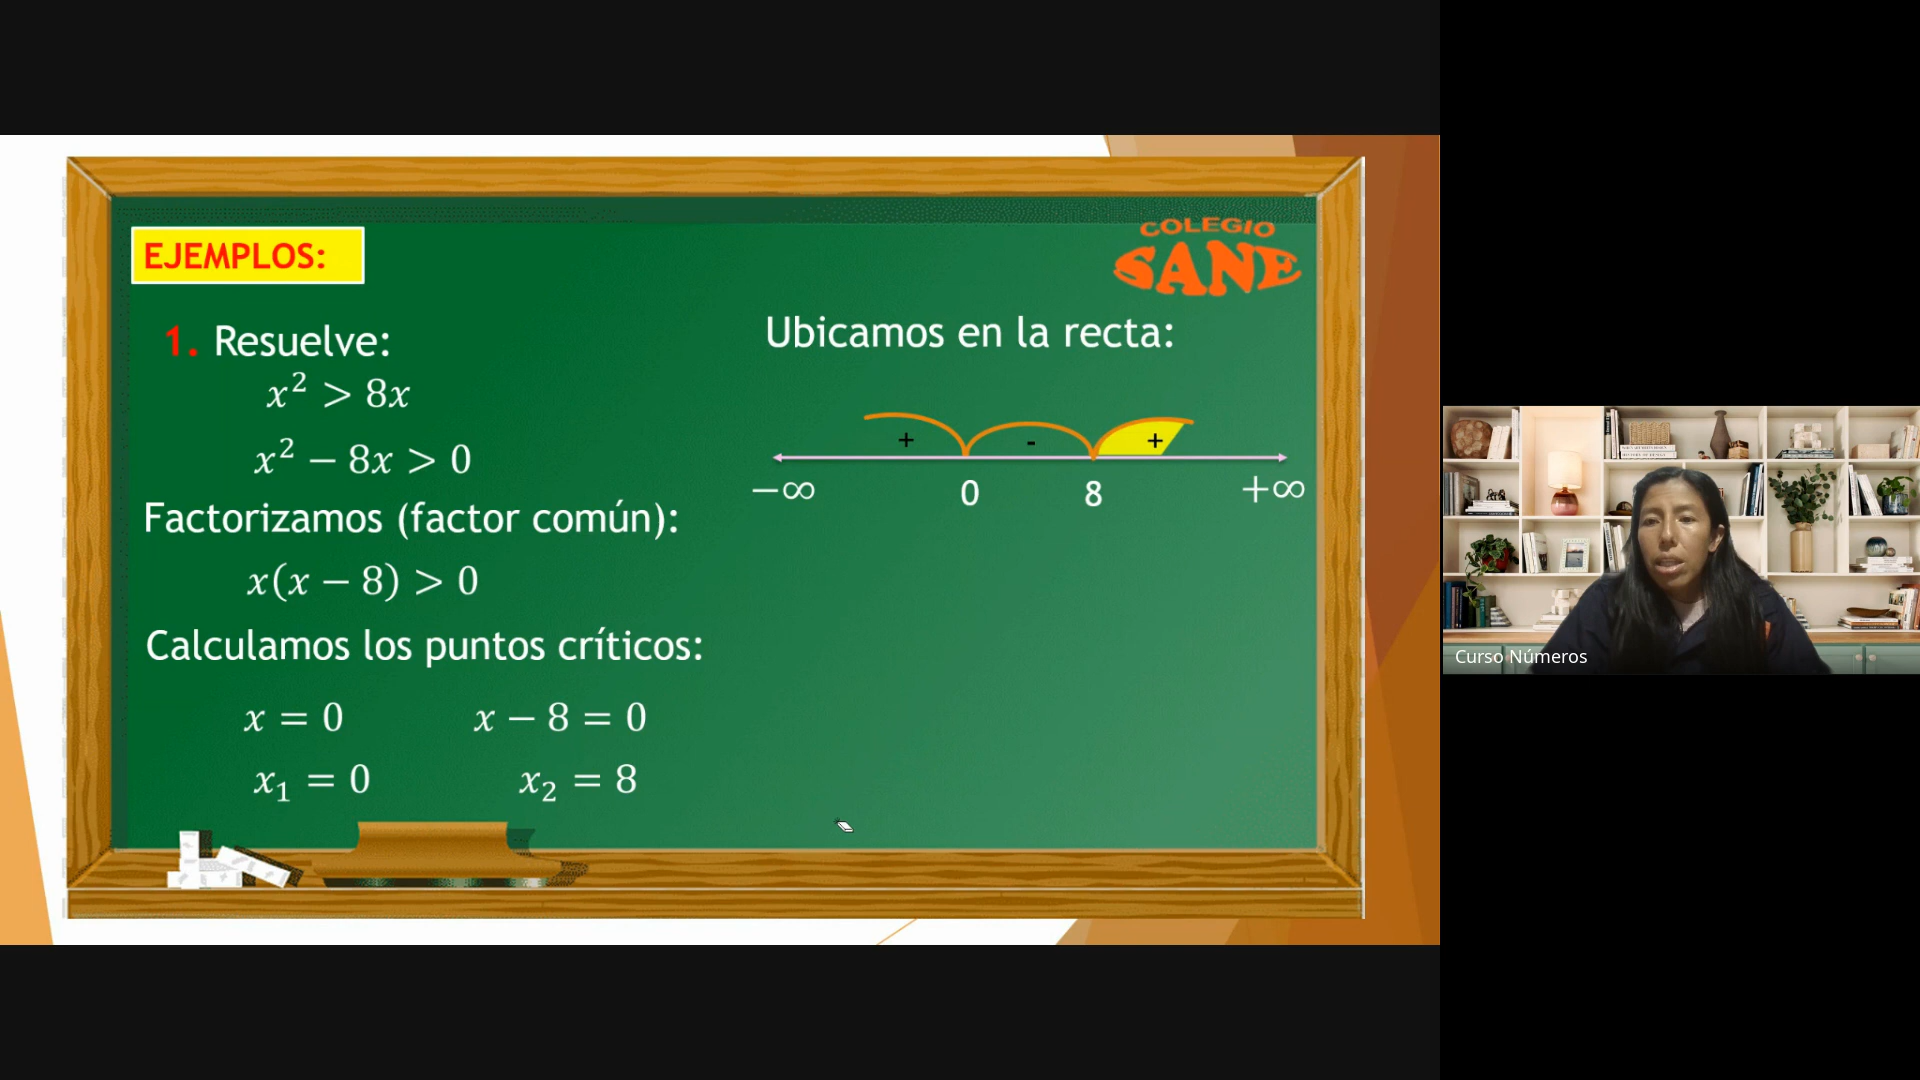 EJEMPLOS:
COLEGIO
SANE
1. Resuelve:
x² > 8x
x² − 8x > 0
Factorizamos (factor común):
x(x − 8) > 0
Calculamos los puntos críticos:
x = 0 x − 8 = 0
x₁ = 0 x₂ = 8
Ubicamos en la recta:
+ - +
−∞ 0 8 +∞
Curso Números